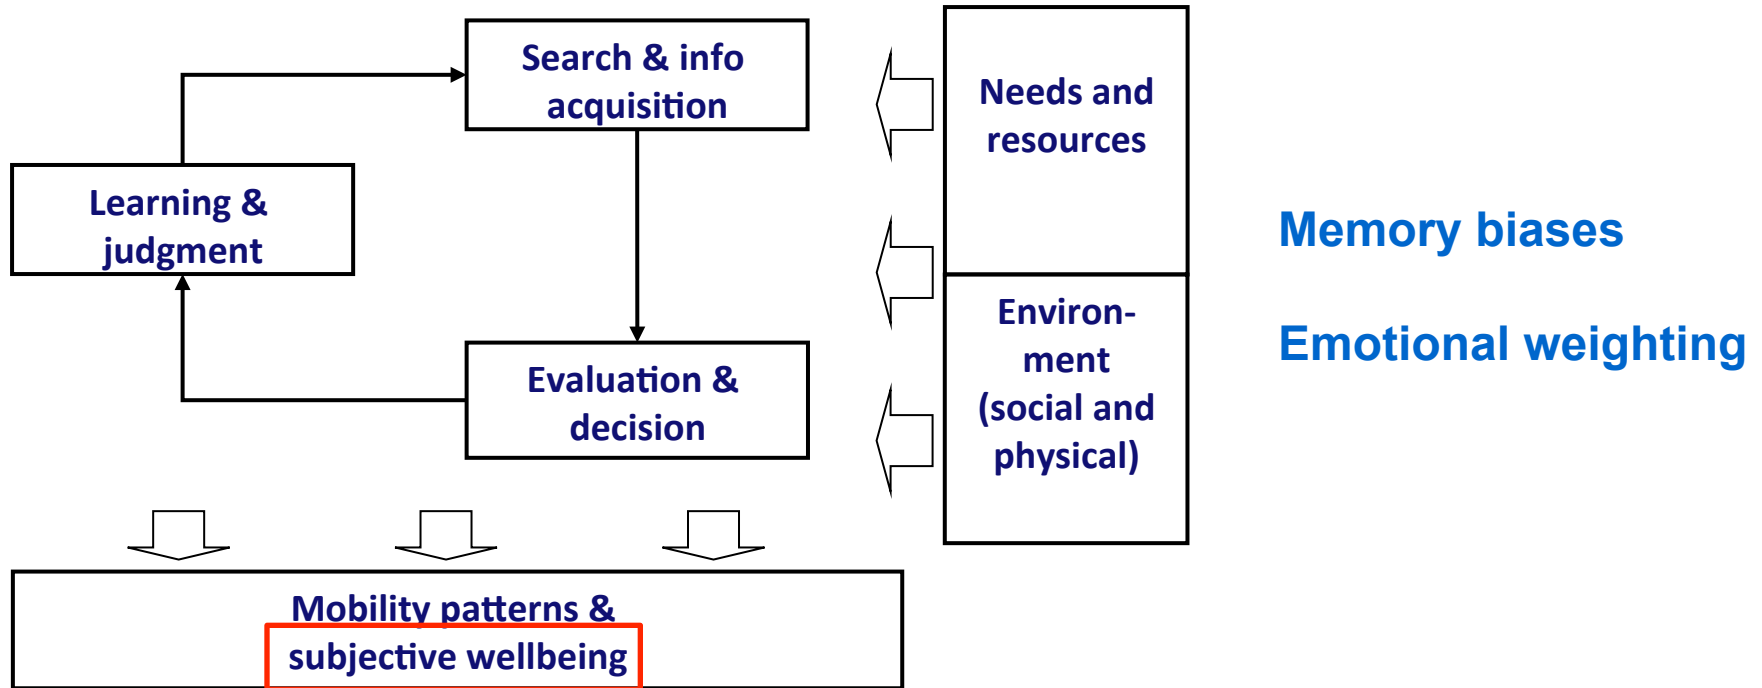 Search & info
acquisition
Needs and
resources
Learning &
judgment
Memory biases
Environ-
ment
(social and
physical)
Emotional weighting
Evaluation &
decision
Mobility patterns &
subjective wellbeing